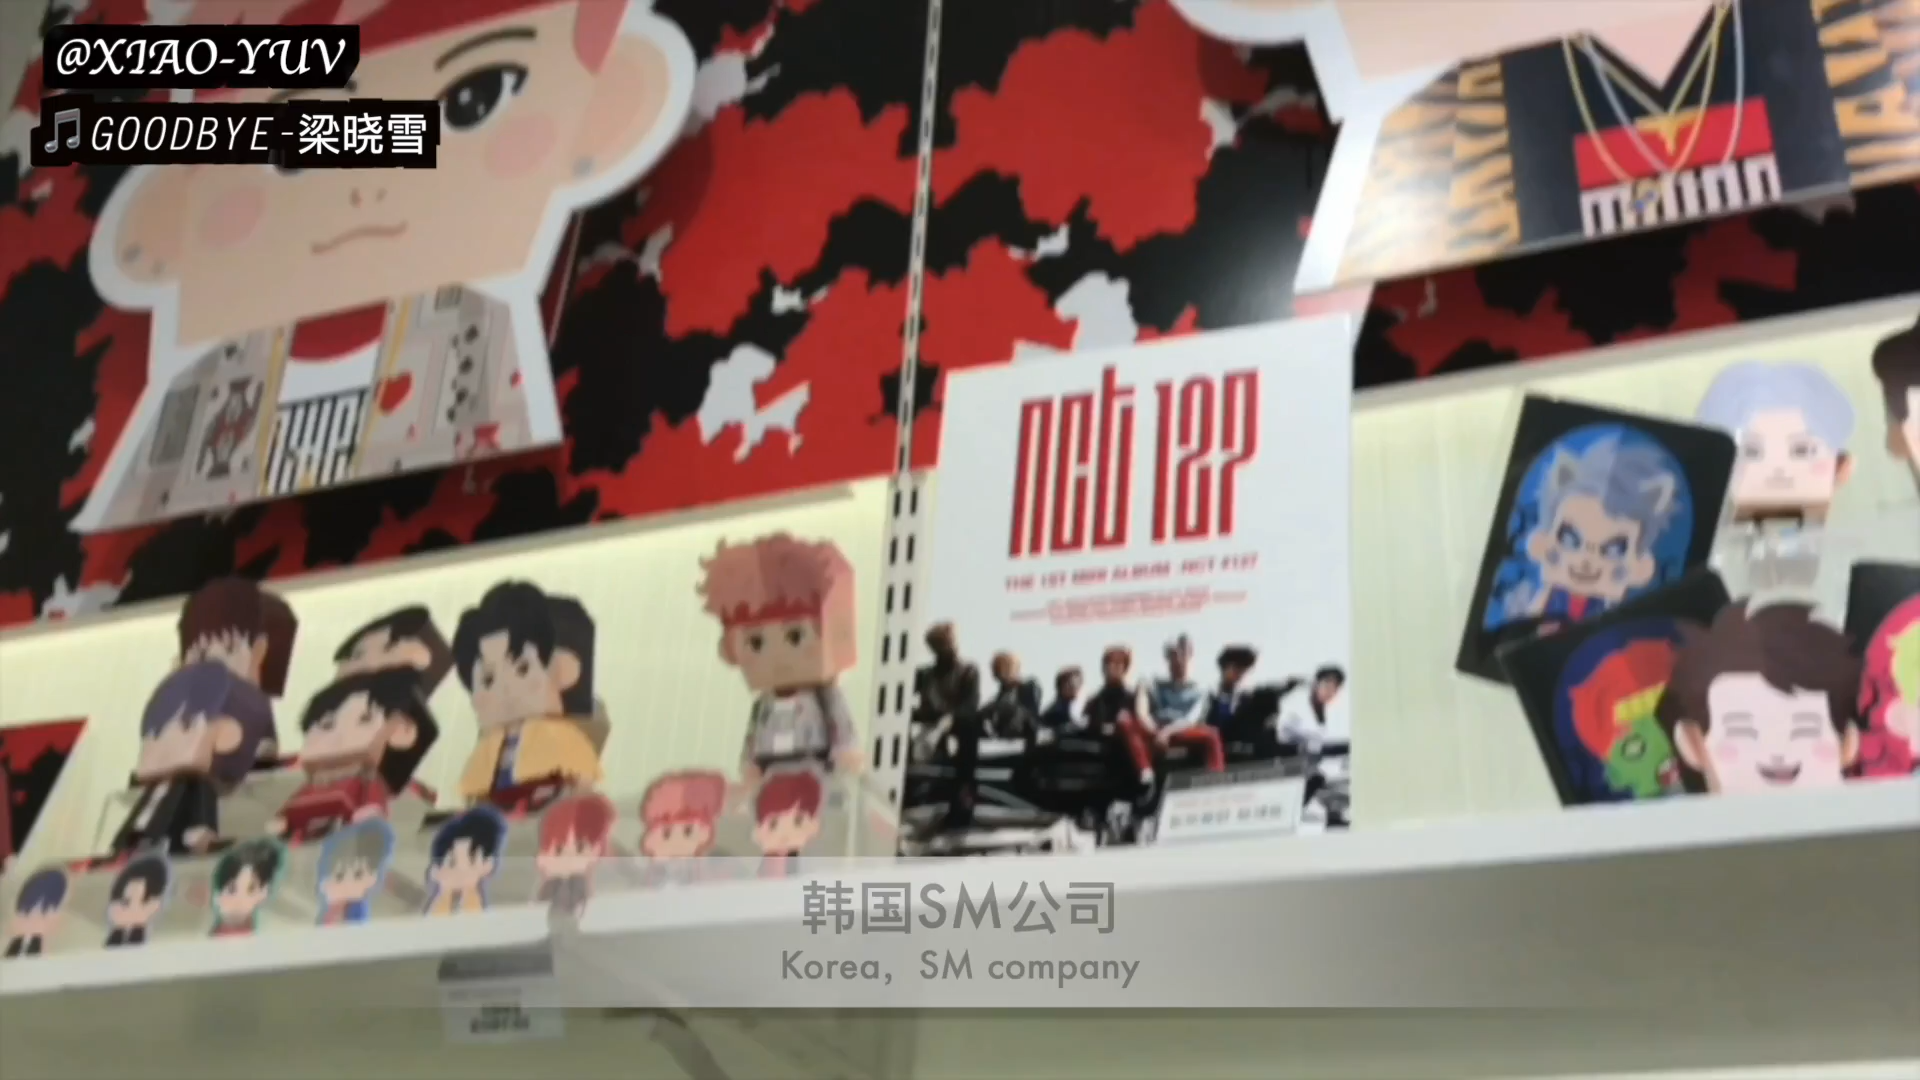 @XIAO-YUV
GOODBYE-梁晓雪
nct 127
THE 1ST MINI ALBUM NCT #127
韩国SM公司
Korea, SM company